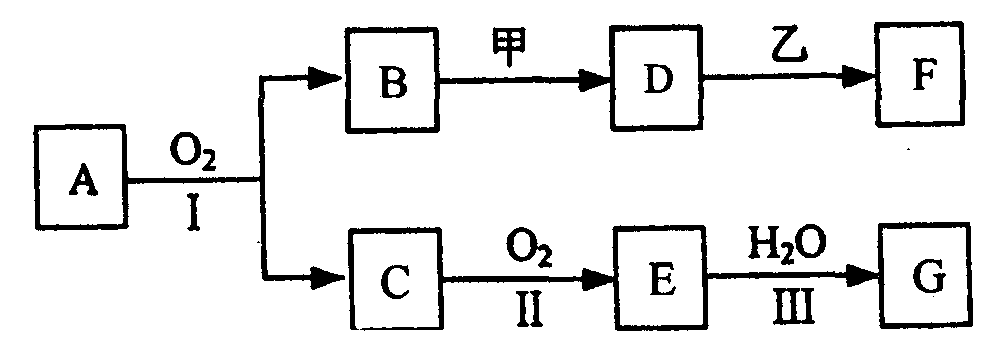 甲 乙
B D F
O₂
A
I
O₂ H₂O
C E G
II III